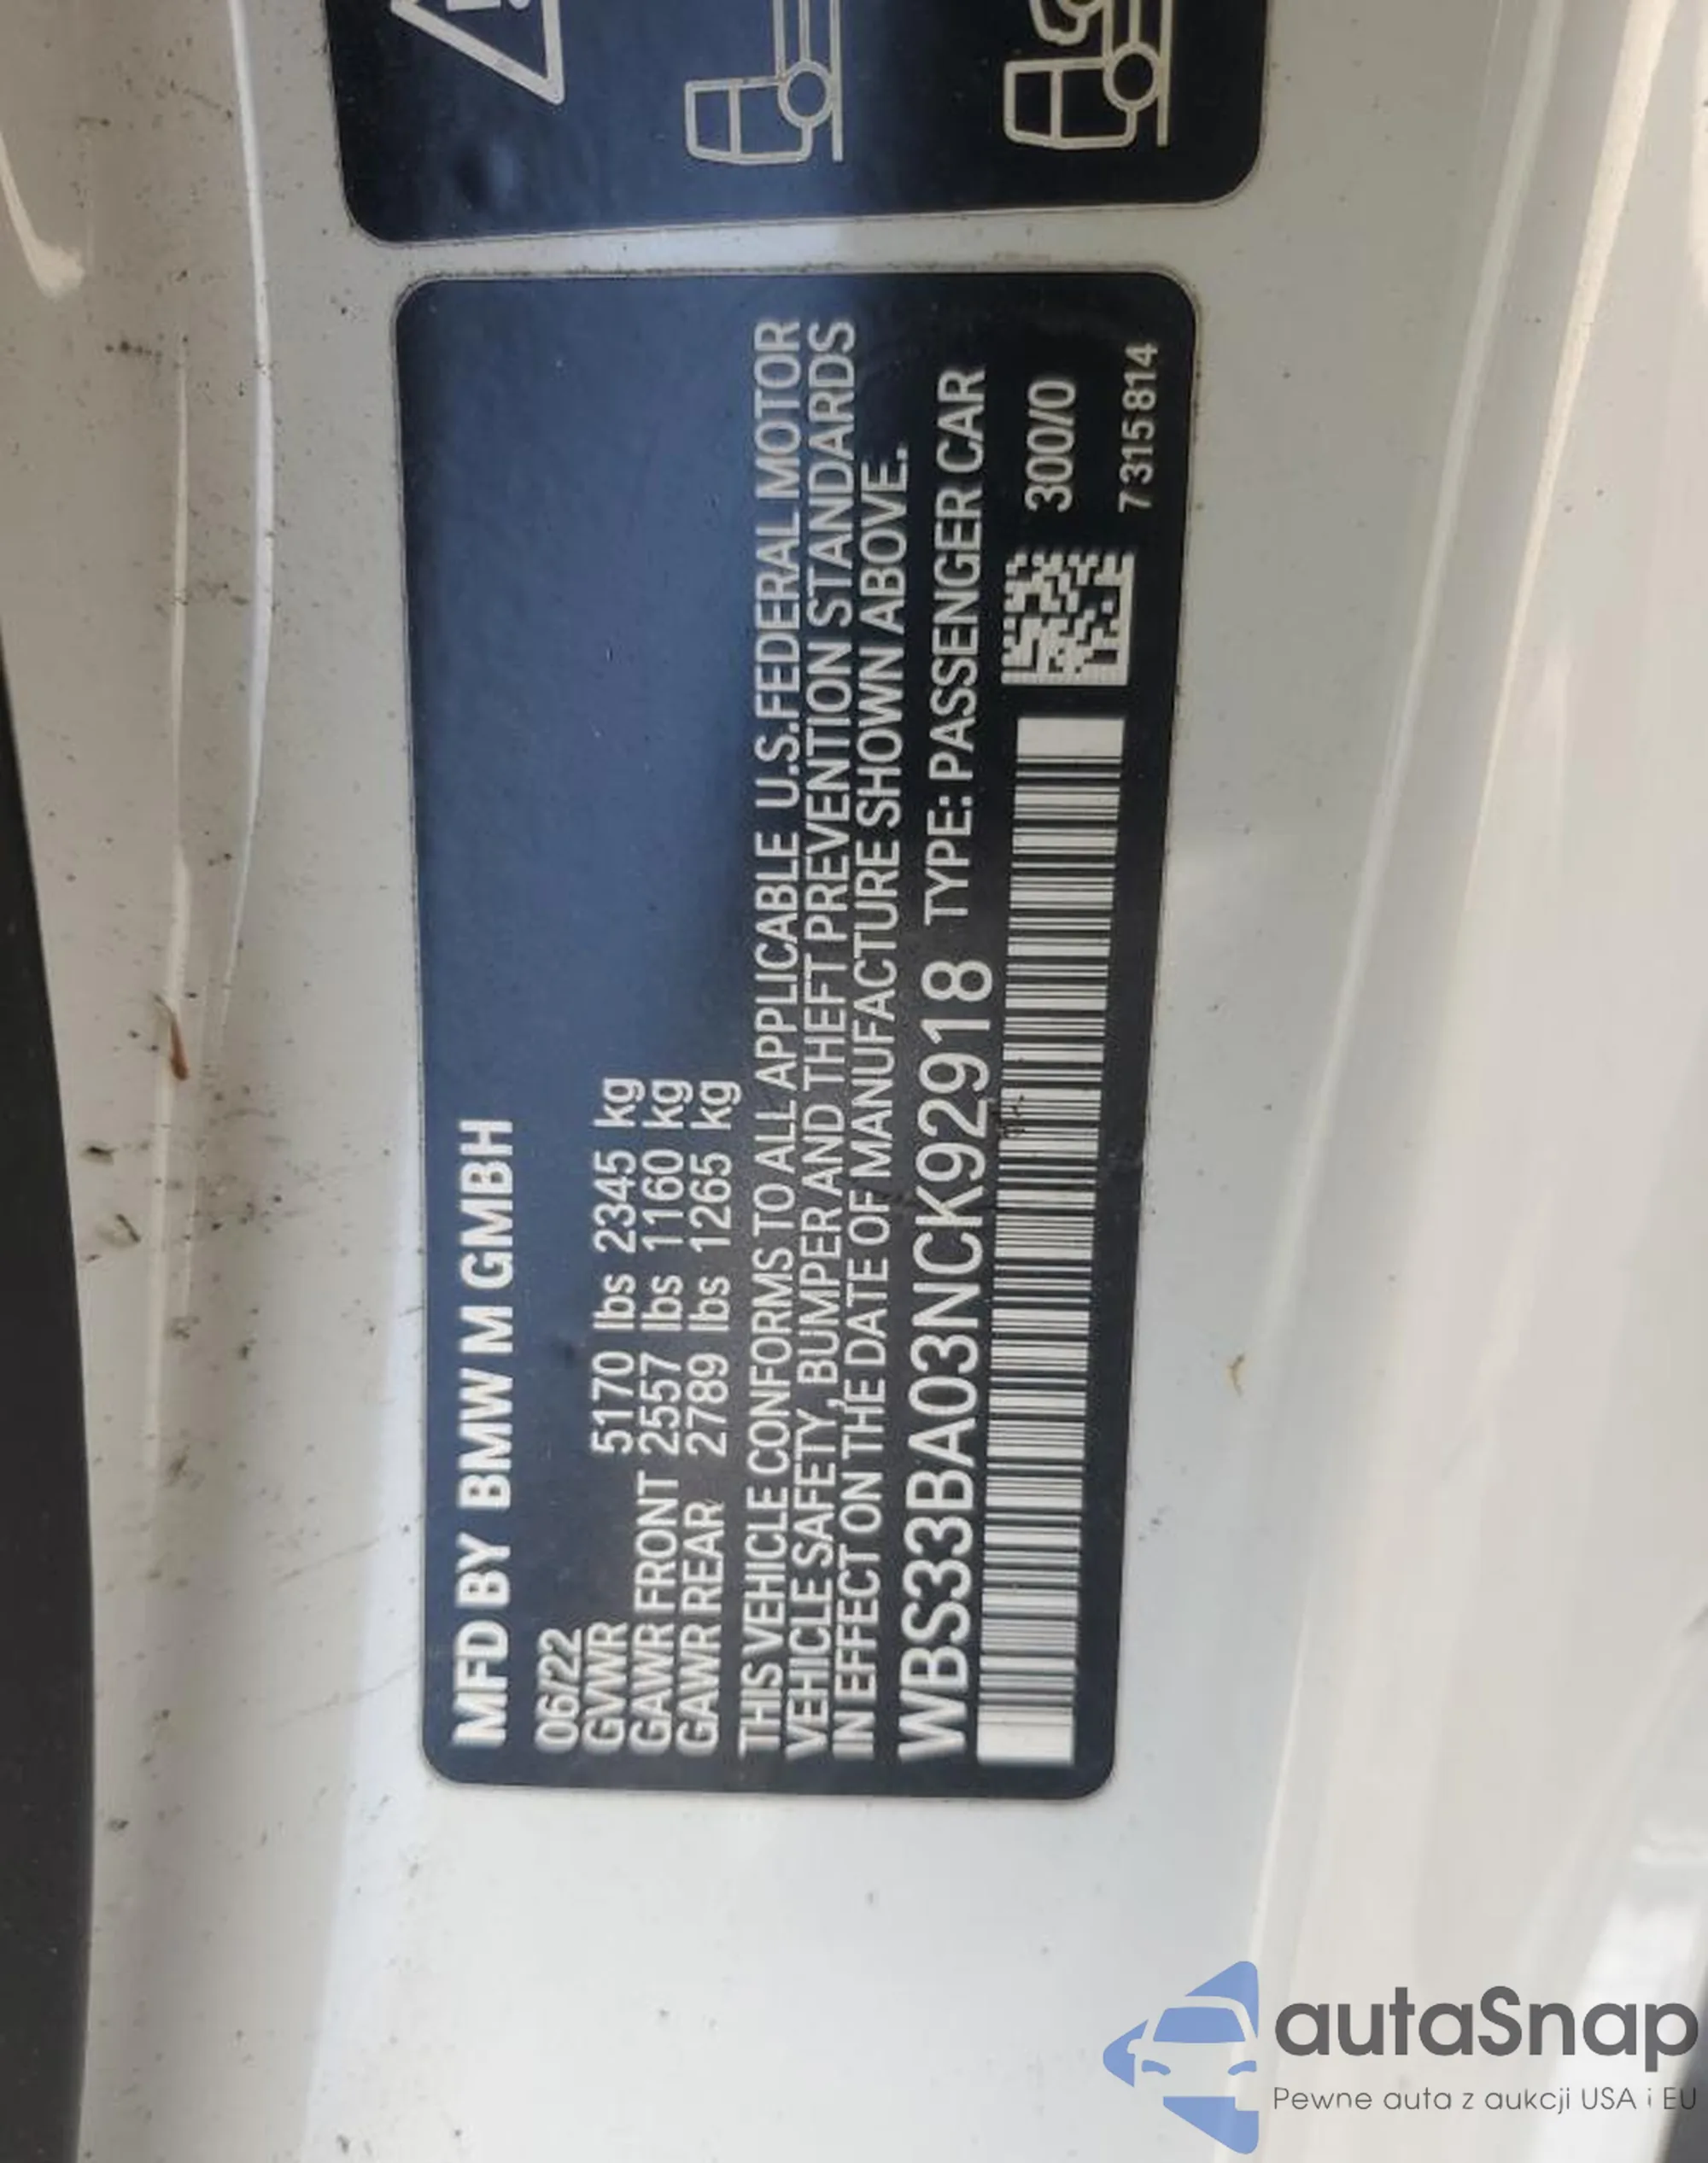 MFD BY BMW M GMBH
06/22
GVWR 5170 lbs 2345 kg
GAWR FRONT 2557 lbs 1160 kg
GAWR REAR 2789 lbs 1265 kg
THIS VEHICLE CONFORMS TO ALL APPLICABLE U.S.FEDERAL MOTOR
VEHICLE SAFETY, BUMPER AND THEFT PREVENTION STANDARDS
IN EFFECT ON THE DATE OF MANUFACTURE SHOWN ABOVE.
WBS33BA03NCK92918 TYPE: PASSENGER CAR
300/0
7315814
autaSnap
Pewne auta z aukcji USA i EU